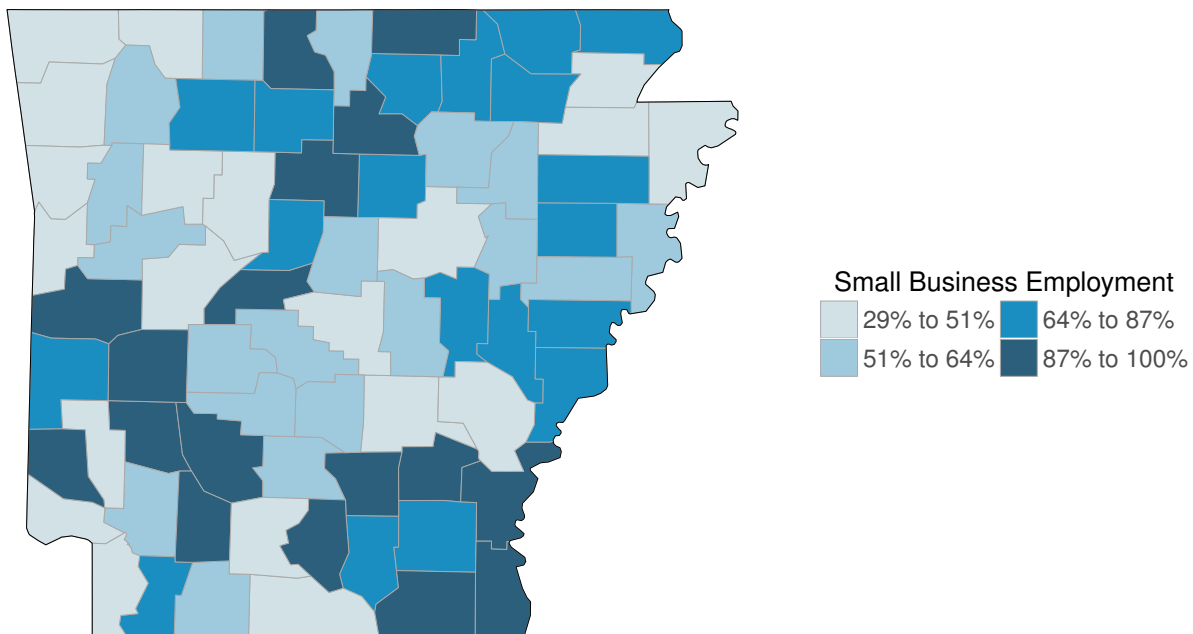 Small Business Employment
29% to 51% 64% to 87%
51% to 64% 87% to 100%